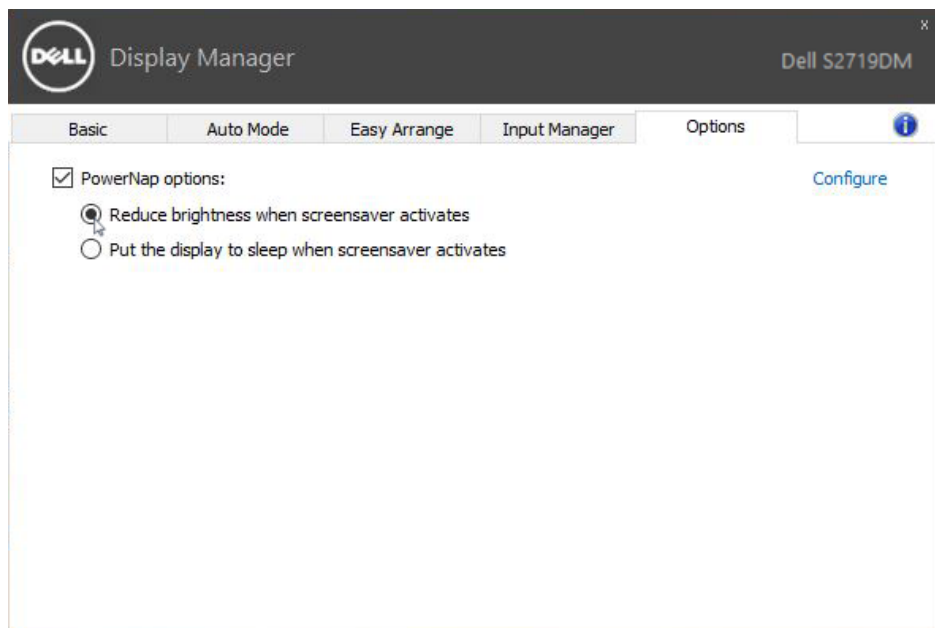 x
DELL Display Manager
Dell S2719DM
Basic Auto Mode Easy Arrange Input Manager Options i
PowerNap options: Configure
Reduce brightness when screensaver activates
Put the display to sleep when screensaver activates